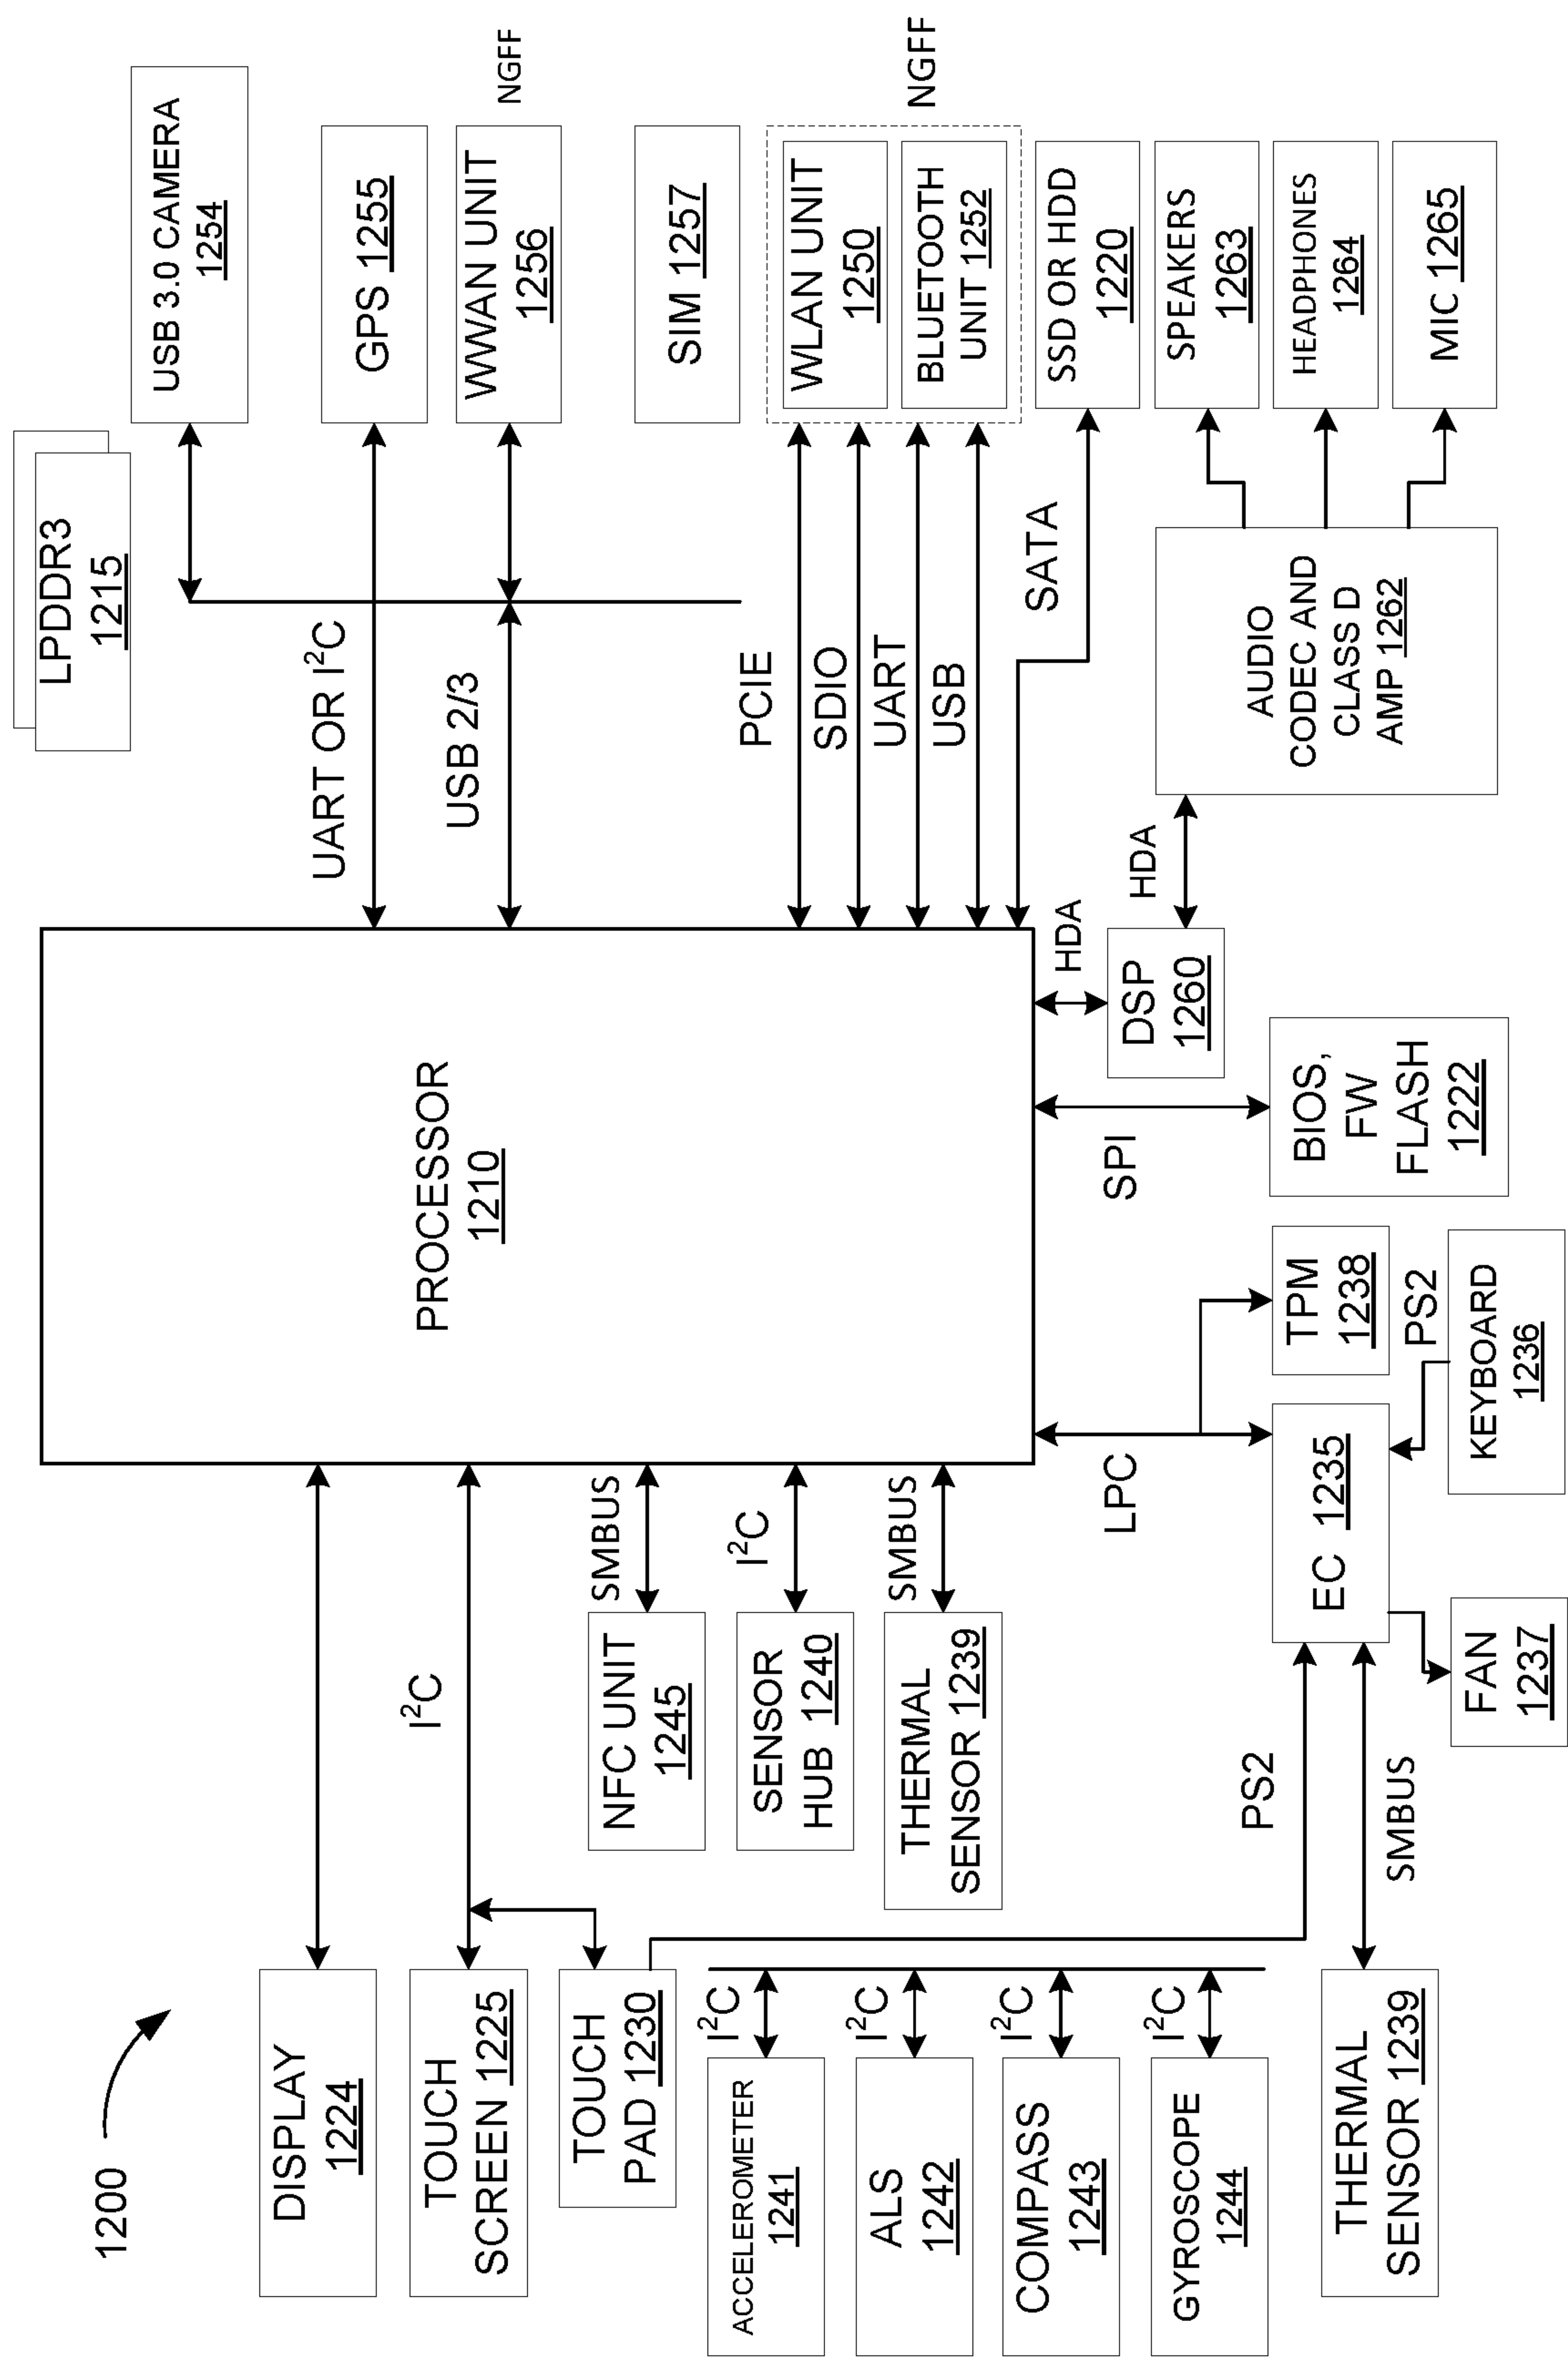 1200
DISPLAY
1224
TOUCH
SCREEN 1225
TOUCH
PAD 1230
ACCELEROMETER
1241
I²C
ALS
1242
I²C
COMPASS
1243
I²C
GYROSCOPE
1244
I²C
THERMAL
SENSOR 1239
I²C
NFC UNIT
1245
SMBUS
SENSOR
HUB 1240
I²C
THERMAL
SENSOR 1239
SMBUS
PS2
SMBUS
FAN
1237
EC 1235
LPC
TPM
1238
PS2
KEYBOARD
1236
PROCESSOR
1210
SPI
BIOS,
FW
FLASH
1222
DSP
1260
HDA
HDA
AUDIO
CODEC AND
CLASS D
AMP 1262
LPDDR3
1215
UART OR I²C
USB 2/3
PCIE
SDIO
UART
USB
SATA
USB 3.0 CAMERA
1254
GPS 1255
WWAN UNIT
1256
NGFF
SIM 1257
WLAN UNIT
1250
BLUETOOTH
UNIT 1252
NGFF
SSD OR HDD
1220
SPEAKERS
1263
HEADPHONES
1264
MIC 1265